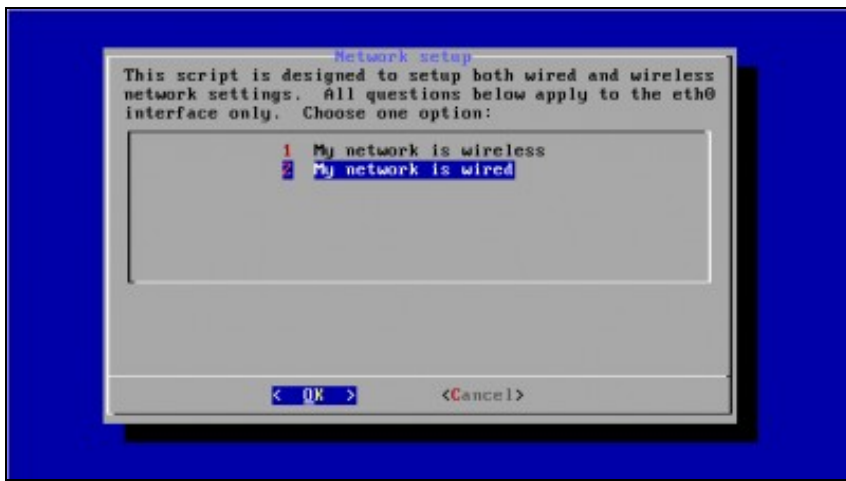 Network setup
This script is designed to setup both wired and wireless
network settings.  All questions below apply to the eth0
interface only.  Choose one option:
1  My network is wireless
2  My network is wired
<  OK  >
<Cancel>